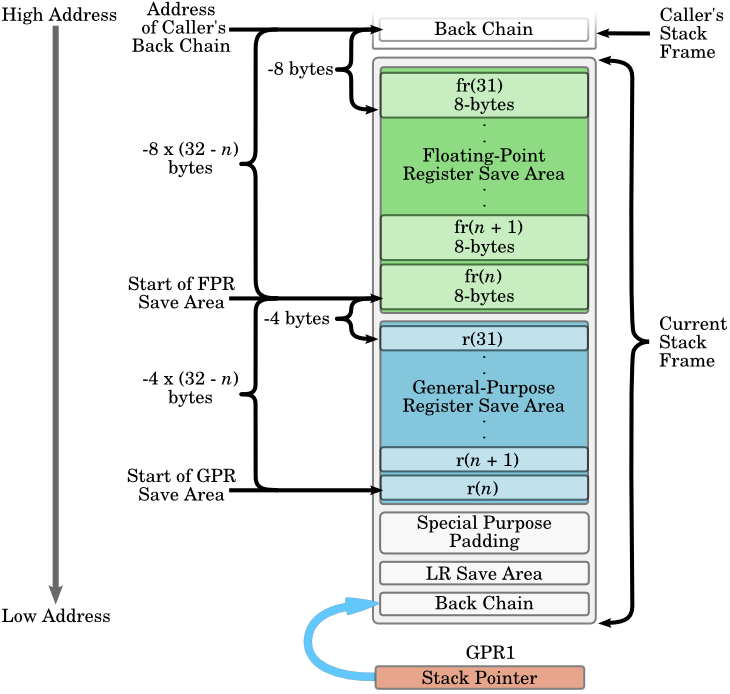 High Address
Address
of Caller's
Back Chain
Back Chain
Caller's
Stack
Frame
-8 bytes
fr(31)
8-bytes
.
.
Floating-Point
Register Save Area
.
.
-8 x (32 - n)
bytes
fr(n + 1)
8-bytes
fr(n)
8-bytes
Start of FPR
Save Area
-4 bytes
r(31)
.
.
General-Purpose
Register Save Area
.
.
-4 x (32 - n)
bytes
Current
Stack
Frame
r(n + 1)
Start of GPR
Save Area
r(n)
Special Purpose
Padding
LR Save Area
Back Chain
Low Address
GPR1
Stack Pointer